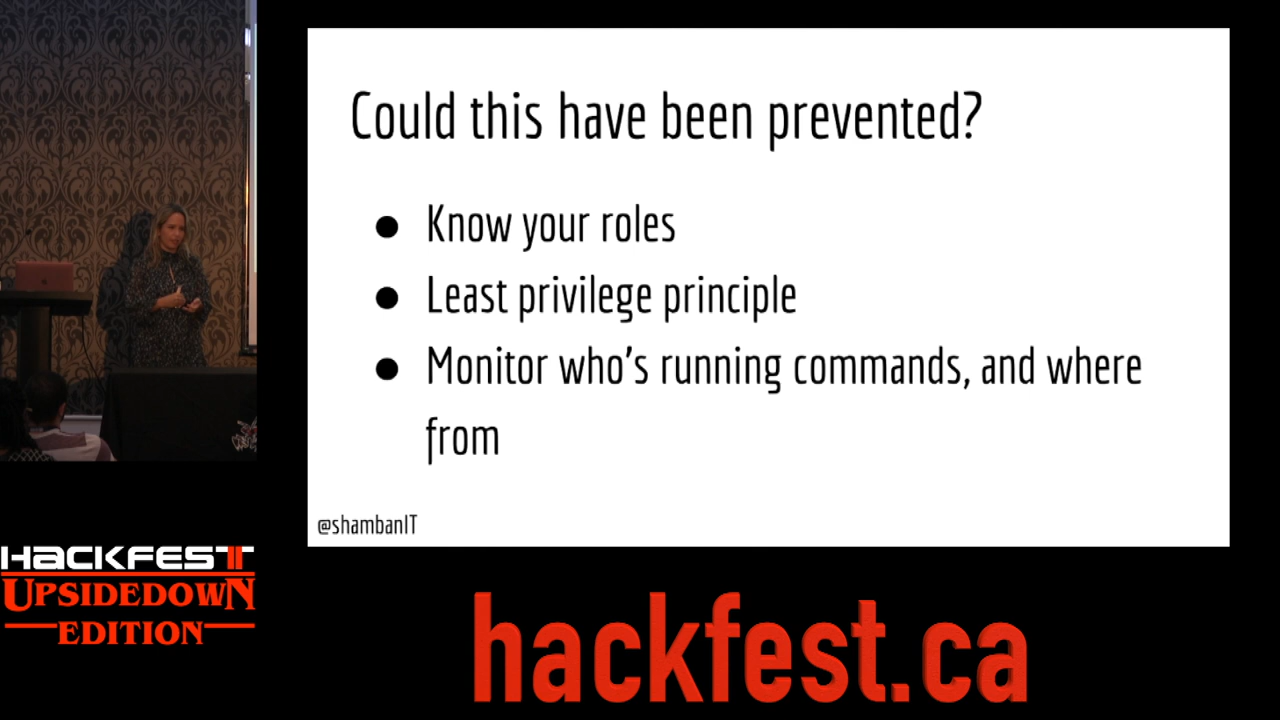 Could this have been prevented?
● Know your roles
● Least privilege principle
● Monitor who's running commands, and where
from
@shambanIT
HACKFEST
UPSIDEDOWN
EDITION
hackfest.ca